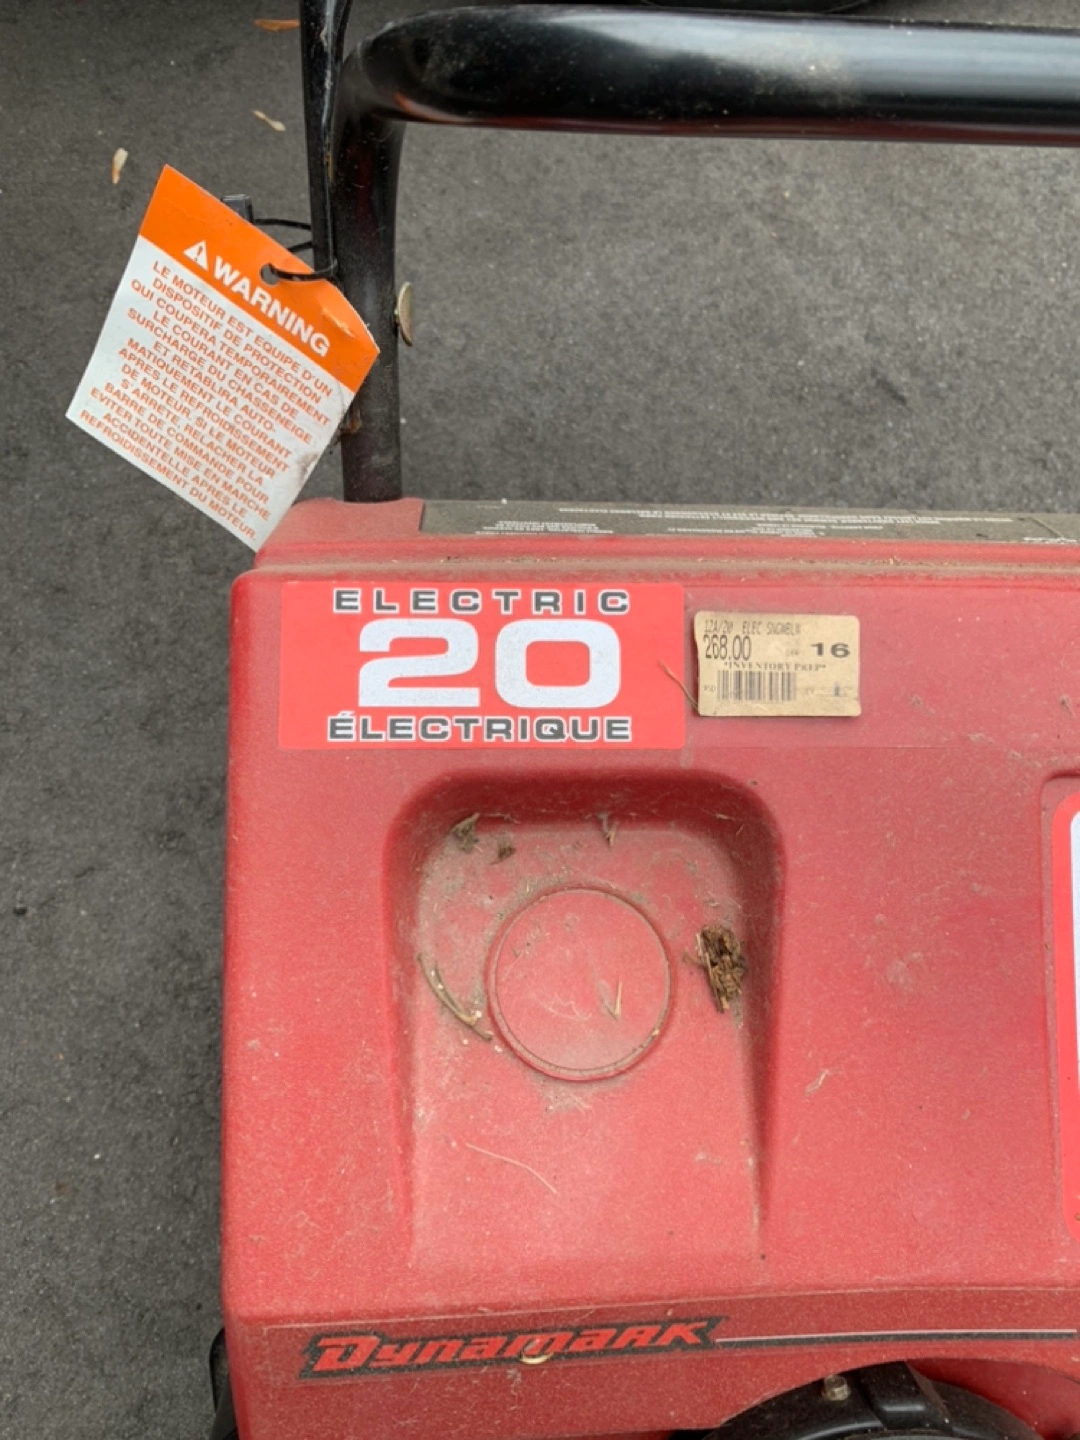 WARNING
LE MOTEUR EST EQUIPE D'UN
DISPOSITIF DE PROTECTION
QUI COUPERA TEMPORAIREMENT
LE COURANT EN CAS DE
SURCHARGE DU CHASSENEIGE
ET RETABLIRA AUTO-
MATIQUEMENT LE COURANT
APRES LE REFROIDISSEMENT
DE MOTEUR. SI LE MOTEUR
S'ARRETE, RELACHER LA
BARRE DE COMMANDE POUR
EVITER TOUTE MISE EN MARCHE
ACCIDENTELLE APRES LE
REFROIDISSEMENT DU MOTEUR.
ELECTRIC
20
ÉLECTRIQUE
ELEC
268.00
16
*INVENTORY PREP*
DYNAMARK